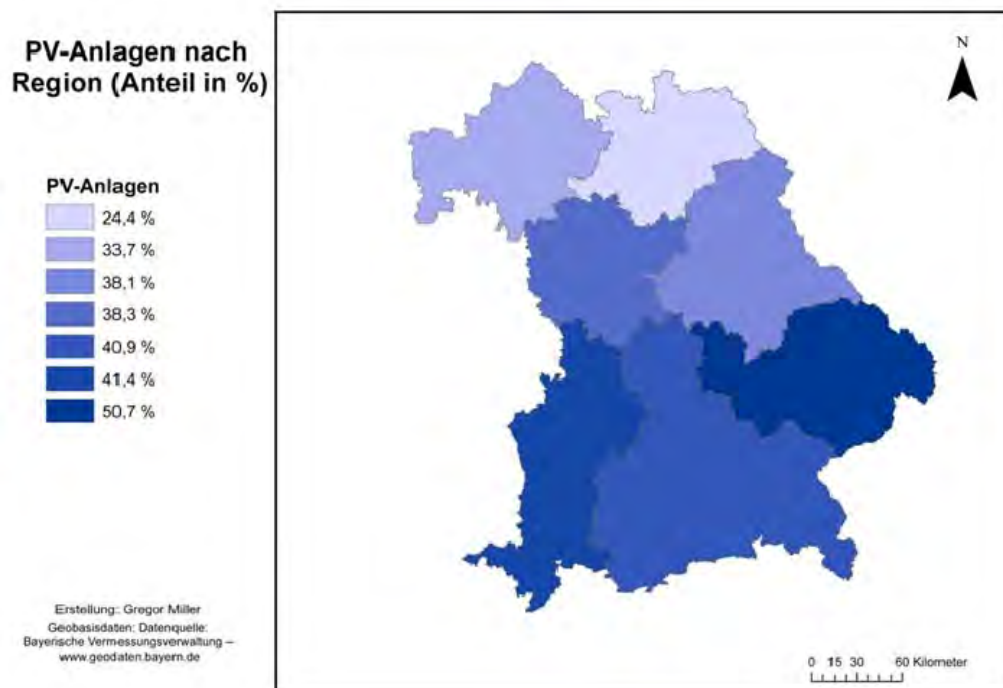 PV-Anlagen nach
Region (Anteil in %)
PV-Anlagen
24,4 %
33,7 %
38,1 %
38,3 %
40,9 %
41,4 %
50,7 %
Erstellung: Gregor Miller
Geobasisdaten: Datenquelle:
Bayerische Vermessungsverwaltung –
www.geodaten.bayern.de
N
0 15 30 60 Kilometer